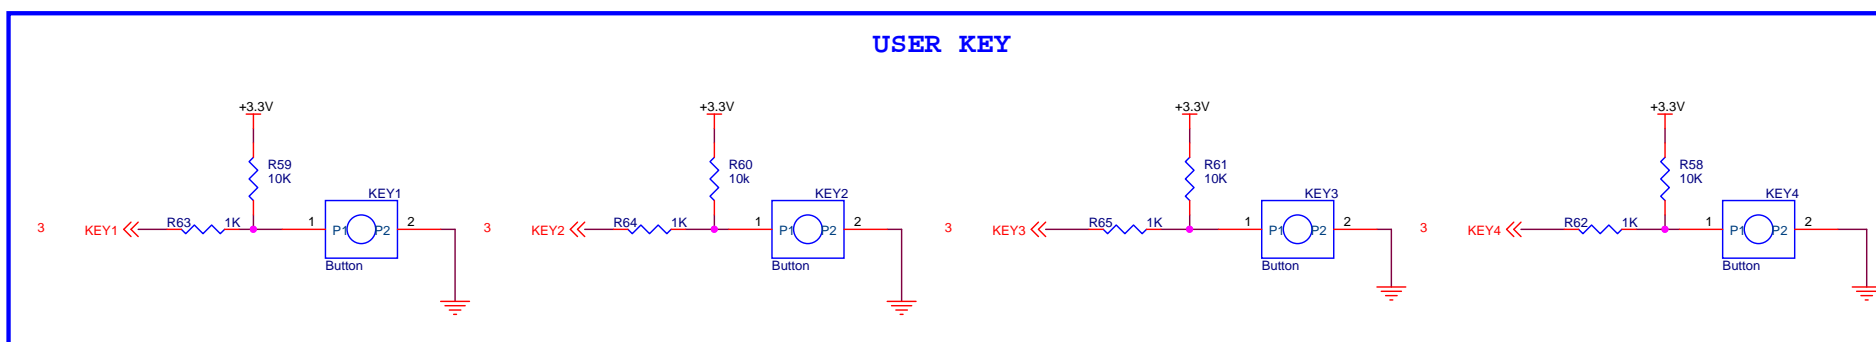 USER KEY
+3.3V
R59
10K
KEY1
3
KEY1
R63
1K
1
P1
P2
2
Button
+3.3V
R60
10k
KEY2
3
KEY2
R64
1K
1
P1
P2
2
Button
+3.3V
R61
10K
KEY3
3
KEY3
R65
1K
1
P1
P2
2
Button
+3.3V
R58
10K
KEY4
3
KEY4
R62
1K
1
P1
P2
2
Button